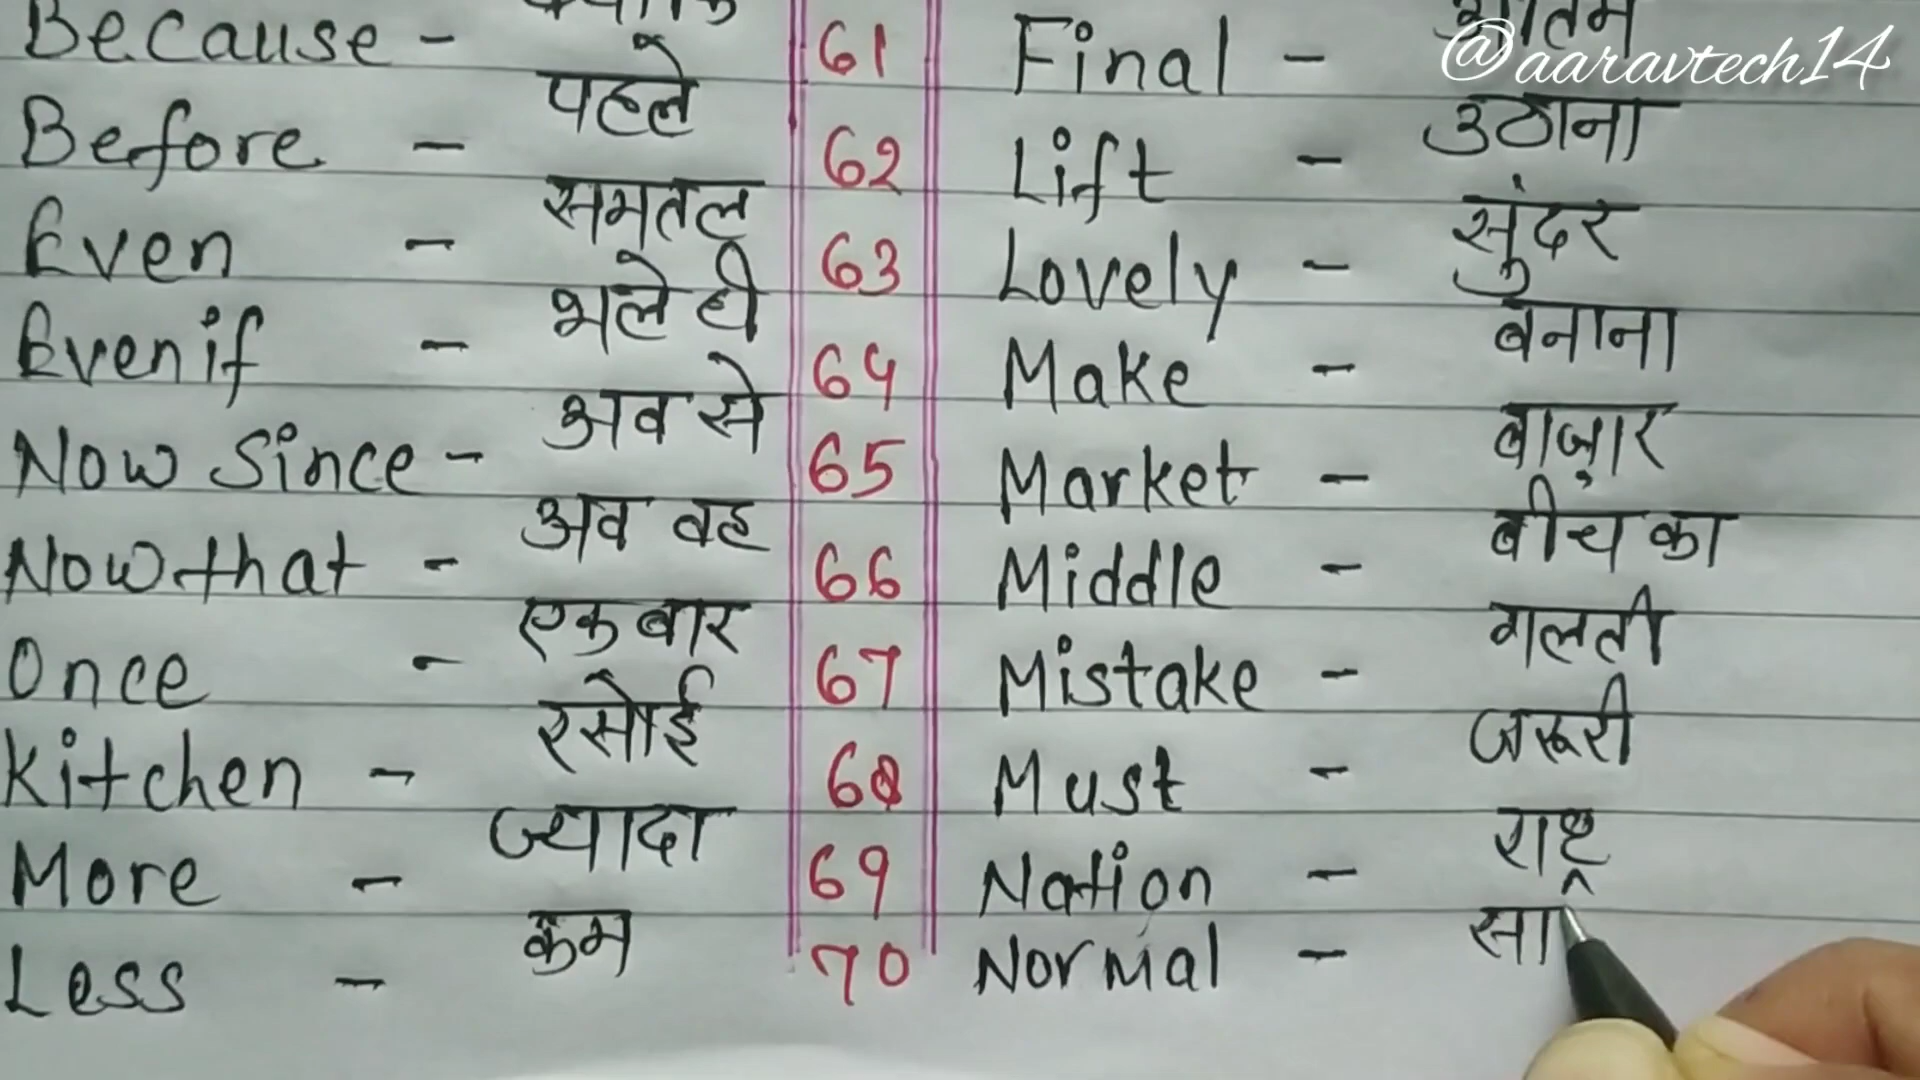 Because -
Before - पहले
Even - समतल
Even if - भले ही
Now Since - अब से
Now that - अब वह
Once - एक बार
Kitchen - रसोई
More - ज्यादा
Less - कम
61 Final -
@aaravtech14
62 Lift - उठाना
63 Lovely - सुंदर
64 Make - बनाना
65 Market - बाज़ार
66 Middle - बीच का
67 Mistake - गलती
68 Must - जरूरी
69 Nation - राष्ट्र
70 Normal - सा